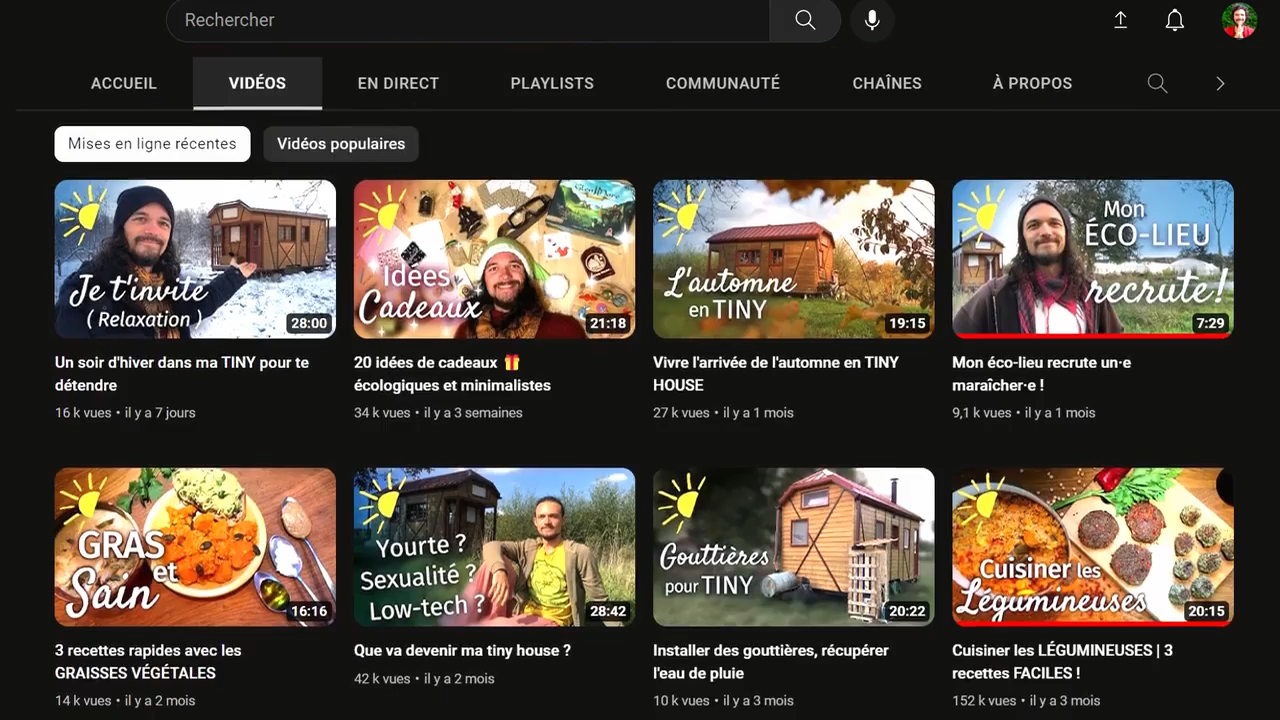 Rechercher
ACCUEIL
VIDÉOS
EN DIRECT
PLAYLISTS
COMMUNAUTÉ
CHAÎNES
À PROPOS
Mises en ligne récentes
Vidéos populaires
Je t'invite
( Relaxation )
28:00
Idées
Cadeaux
21:18
L'automne
en TINY
19:15
Mon
ÉCO-LIEU
recrute!
7:29
Un soir d'hiver dans ma TINY pour te
détendre
16 k vues • il y a 7 jours
20 idées de cadeaux 🎁
écologiques et minimalistes
34 k vues • il y a 3 semaines
Vivre l'arrivée de l'automne en TINY
HOUSE
27 k vues • il y a 1 mois
Mon éco-lieu recrute un·e
maraîcher·e !
9,1 k vues • il y a 1 mois
GRAS
et
Sain
16:16
Yourte ?
Sexualité ?
Low-tech ?
28:42
Gouttières
pour TINY
20:22
Cuisiner les
Légumineuses
20:15
3 recettes rapides avec les
GRAISSES VÉGÉTALES
14 k vues • il y a 2 mois
Que va devenir ma tiny house ?
42 k vues • il y a 2 mois
Installer des gouttières, récupérer
l'eau de pluie
10 k vues • il y a 3 mois
Cuisiner les LÉGUMINEUSES | 3
recettes FACILES !
152 k vues • il y a 3 mois